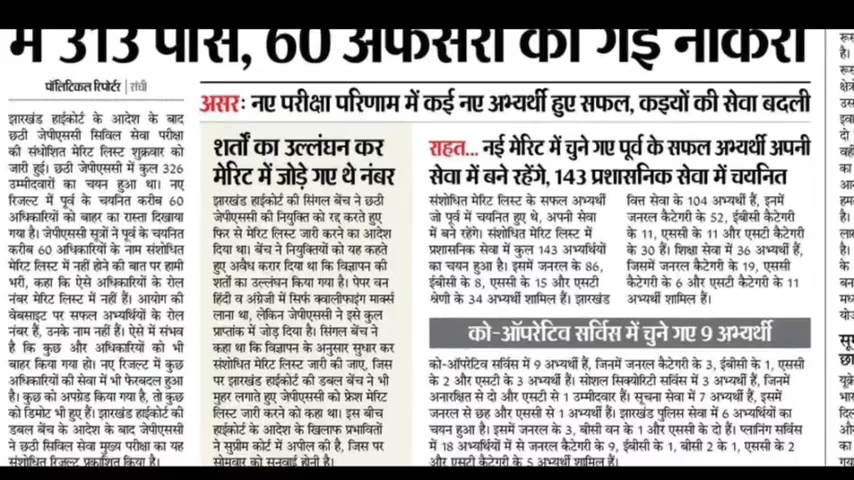 में 313 पास, 60 अफसरों की गई नौकरी
पॉलिटिकल रिपोर्टर | रांची
झारखंड हाईकोर्ट के आदेश के बाद
छठी जेपीएससी सिविल सेवा परीक्षा
की संधोशित मेरिट लिस्ट शुक्रवार को
जारी हुई। छठी जेपीएससी में कुल 326
उम्मीदवारों का चयन हुआ था। नए
रिजल्ट में पूर्व के चयनित करीब 60
अधिकारियों को बाहर का रास्ता दिखाया
गया है। जेपीएससी सूत्रों ने पूर्व के चयनित
करीब 60 अधिकारियों के नाम संशोधित
मेरिट लिस्ट में नहीं होने की बात पर हामी
भरी, कहा कि ऐसे अधिकारियों के रोल
नंबर मेरिट लिस्ट में नहीं हैं। आयोग की
वेबसाइट पर सफल अभ्यर्थियों के रोल
नंबर हैं, उनके नाम नहीं हैं। ऐसे में संभव
है कि कुछ और अधिकारियों को भी
बाहर किया गया हो। नए रिजल्ट में कुछ
अधिकारियों की सेवा में भी फेरबदल हुआ
है। कुछ को अपग्रेड किया गया है, तो कुछ
को डिमोट भी हुए हैं। झारखंड हाईकोर्ट की
डबल बेंच के आदेश के बाद जेपीएससी
ने छठी सिविल सेवा मुख्य परीक्षा का यह
संशोधित रिजल्ट प्रकाशित किया है।
असर: नए परीक्षा परिणाम में कई नए अभ्यर्थी हुए सफल, कइयों की सेवा बदली
शर्तों का उल्लंघन कर
मेरिट में जोड़े गए थे नंबर
झारखंड हाईकोर्ट की सिंगल बेंच ने छठी
जेपीएससी की नियुक्ति को रद्द करते हुए
फिर से मेरिट लिस्ट जारी करने का आदेश
दिया था। बेंच ने नियुक्तियों को यह कहते
हुए अवैध करार दिया था कि विज्ञापन की
शर्तों का उल्लंघन किया गया है। पेपर वन
हिंदी व अंग्रेजी में सिर्फ क्वालीफाइंग मार्क्स
लाना था, लेकिन जेपीएससी ने इसे कुल
प्राप्तांक में जोड़ दिया है। सिंगल बेंच ने
कहा था कि विज्ञापन के अनुसार सुधार कर
संशोधित मेरिट लिस्ट जारी की जाए, जिस
पर झारखंड हाईकोर्ट की डबल बेंच ने भी
मुहर लगाते हुए जेपीएससी को फ्रेश मेरिट
लिस्ट जारी करने को कहा था। इस बीच
हाईकोर्ट के आदेश के खिलाफ प्रभावितों
ने सुप्रीम कोर्ट में अपील की है, जिस पर
सोमवार को सुनवाई होनी है।
राहत... नई मेरिट में चुने गए पूर्व के सफल अभ्यर्थी अपनी
सेवा में बने रहेंगे, 143 प्रशासनिक सेवा में चयनित
संशोधित मेरिट लिस्ट के सफल अभ्यर्थी
जो पूर्व में चयनित हुए थे, अपनी सेवा
में बने रहेंगे। संशोधित मेरिट लिस्ट में
प्रशासनिक सेवा में कुल 143 अभ्यर्थियों
का चयन हुआ है। इसमें जनरल के 86,
ईबीसी के 8, एससी के 15 और एसटी
श्रेणी के 34 अभ्यर्थी शामिल हैं। झारखंड
वित्त सेवा के 104 अभ्यर्थी हैं, इनमें
जनरल कैटेगरी के 52, ईबीसी कैटेगरी
के 11, एससी के 11 और एसटी कैटेगरी
के 30 हैं। शिक्षा सेवा में 36 अभ्यर्थी हैं,
जिसमें जनरल कैटेगरी के 19, एससी
कैटेगरी के 6 और एसटी कैटेगरी के 11
अभ्यर्थी शामिल हैं।
को-ऑपरेटिव सर्विस में चुने गए 9 अभ्यर्थी
को-ऑपरेटिव सर्विस में 9 अभ्यर्थी हैं, जिनमें जनरल कैटेगरी के 3, ईबीसी के 1, एससी
के 2 और एसटी के 3 अभ्यर्थी हैं। सोशल सिक्योरिटी सर्विस में 3 अभ्यर्थी हैं, जिनमें
अनारक्षित से दो और एसटी से 1 उम्मीदवार हैं। सूचना सेवा में 7 अभ्यर्थी हैं, इसमें
जनरल से छह और एससी से 1 अभ्यर्थी हैं। झारखंड पुलिस सेवा में 6 अभ्यर्थियों का
चयन हुआ है। इसमें जनरल के 3, बीसी वन के 1 और एससी के दो हैं। प्लानिंग सर्विस
में 18 अभ्यर्थियों में से जनरल कैटेगरी के 9, ईबीसी के 1, बीसी 2 के 1, एससी के 2
और एसटी कैटेगरी के 5 अभ्यर्थी शामिल हैं।